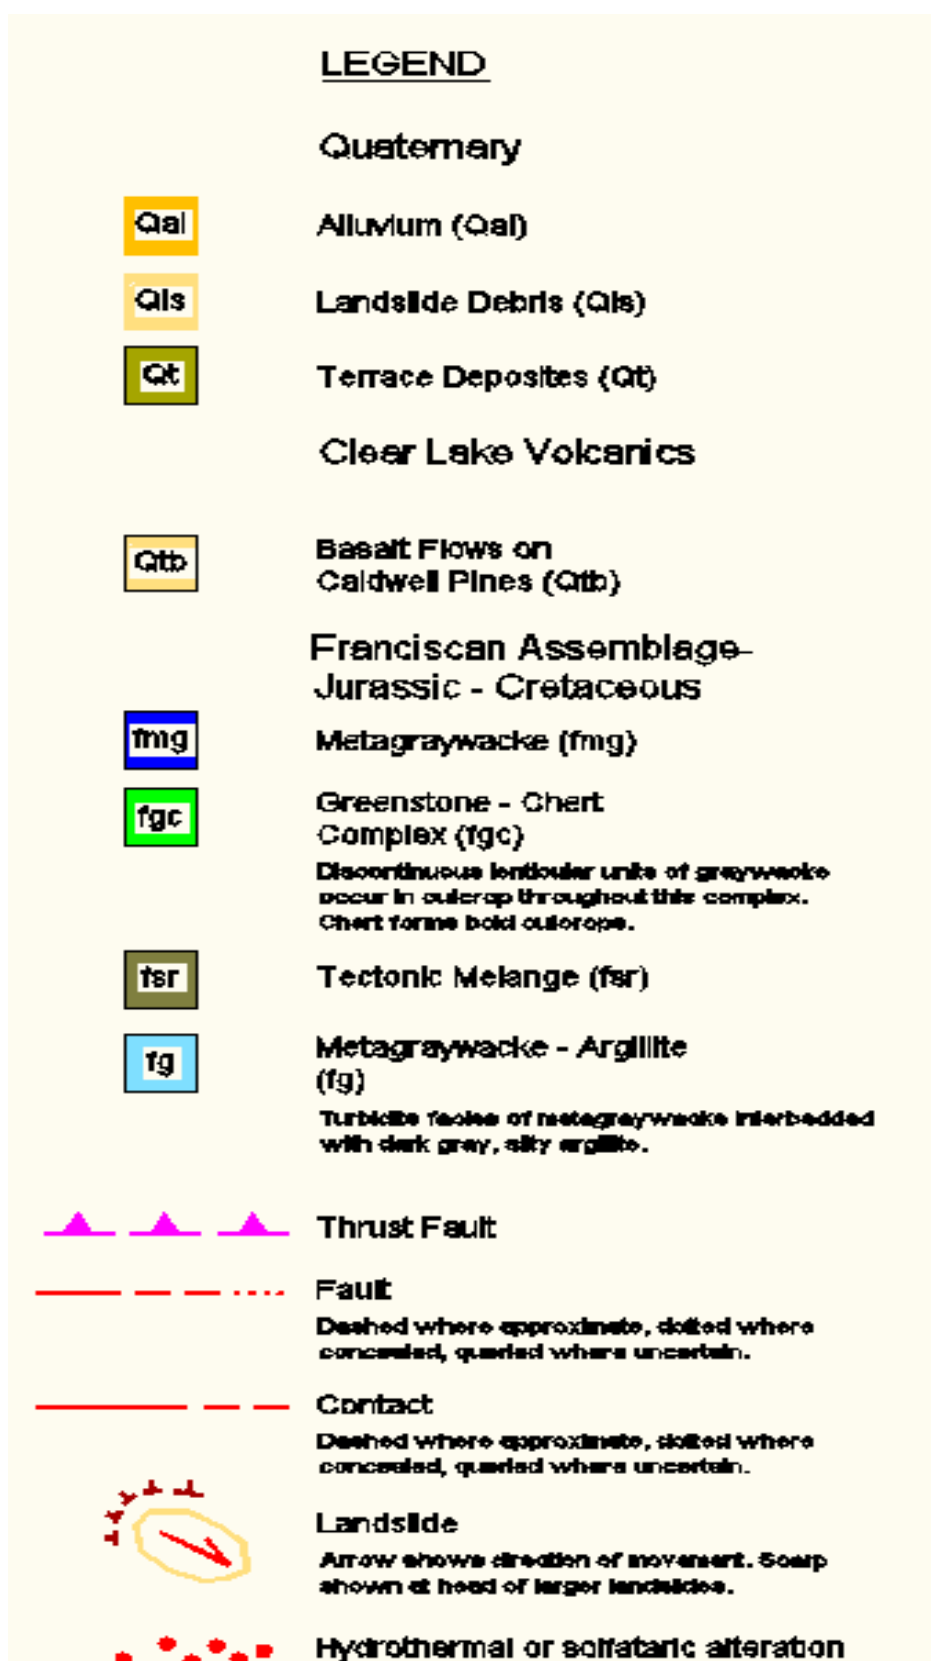 LEGEND
Quaternary
Qal Alluvium (Qal)
Qls Landslide Debris (Qls)
Qt Terrace Deposites (Qt)
Clear Lake Volcanics
Qtb Basalt Flows on
Caldwell Pines (Qtb)
Franciscan Assemblage-
Jurassic - Cretaceous
fmg Metagraywacke (fmg)
fgc Greenstone - Chert
Complex (fgc)
Discontinuous lenticular units of graywacke
occur in outcrop throughout this complex.
Chert forms bold outcrops.
fsr Tectonic Melange (fsr)
fg Metagraywacke - Argillite
(fg)
Turbidite facies of metagraywacke interbedded
with dark gray, silty argillite.
Thrust Fault
Fault
Dashed where approximate, dotted where
concealed, queried where uncertain.
Contact
Dashed where approximate, dotted where
concealed, queried where uncertain.
Landslide
Arrow shows direction of movement. Scarp
shown at head of larger landslides.
Hydrothermal or solfataric alteration